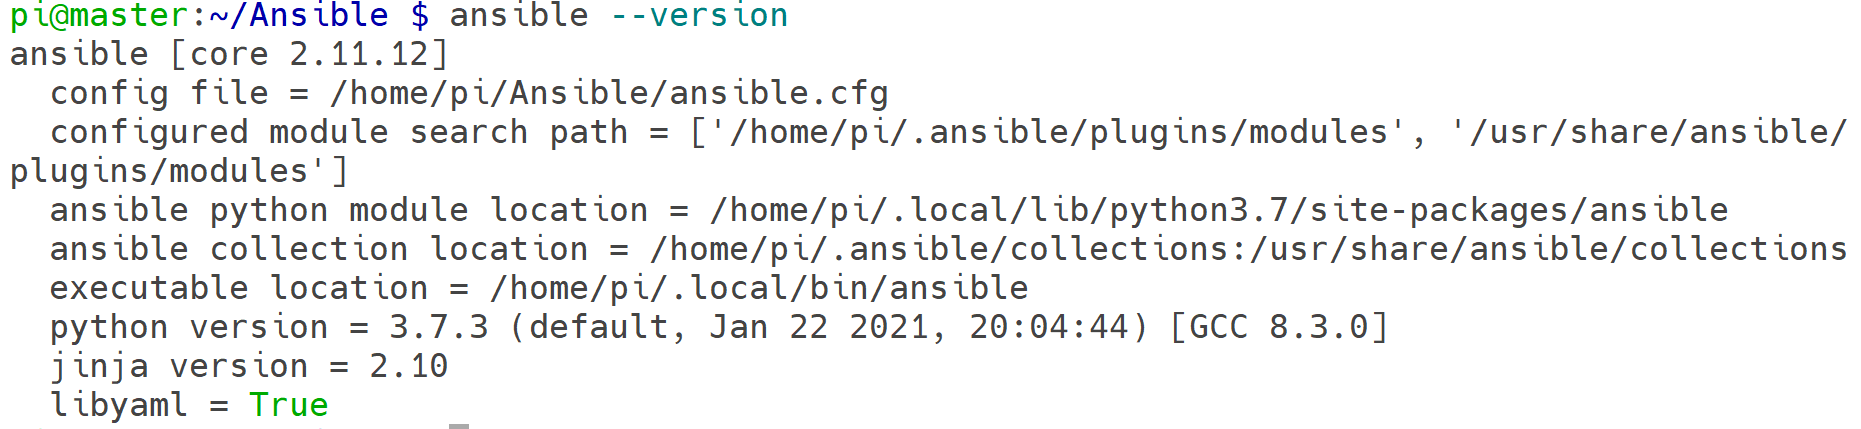 pi@master:~/Ansible $ ansible --version
ansible [core 2.11.12]
  config file = /home/pi/Ansible/ansible.cfg
  configured module search path = ['/home/pi/.ansible/plugins/modules', '/usr/share/ansible/
plugins/modules']
  ansible python module location = /home/pi/.local/lib/python3.7/site-packages/ansible
  ansible collection location = /home/pi/.ansible/collections:/usr/share/ansible/collections
  executable location = /home/pi/.local/bin/ansible
  python version = 3.7.3 (default, Jan 22 2021, 20:04:44) [GCC 8.3.0]
  jinja version = 2.10
  libyaml = True